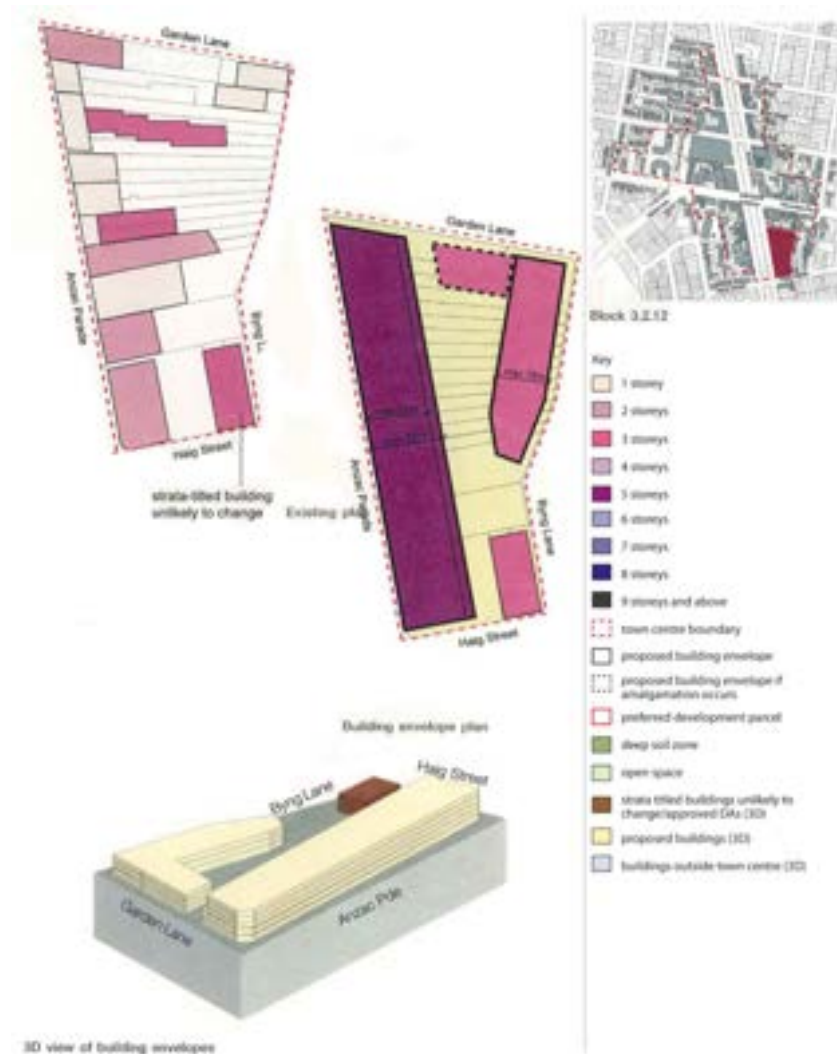 Garden Lane
Anzac Parade
Byng L.
Haig Street
strata-titled building
unlikely to change
Existing plan
Garden Lane
Anzac Parade
Byng Lane
Haig Street
Building envelope plan
Byng Lane
Haig Street
Garden Lane
Anzac Pde
3D view of building envelopes
Block 3.2.12
Key
1 storey
2 storeys
3 storeys
4 storeys
5 storeys
6 storeys
7 storeys
8 storeys
9 storeys and above
town centre boundary
proposed building envelope
proposed building envelope if
amalgamation occurs
preferred development parcel
deep soil zone
open space
strata titled buildings unlikely to
change/approved DAs (3D)
proposed buildings (3D)
buildings outside town centre (3D)